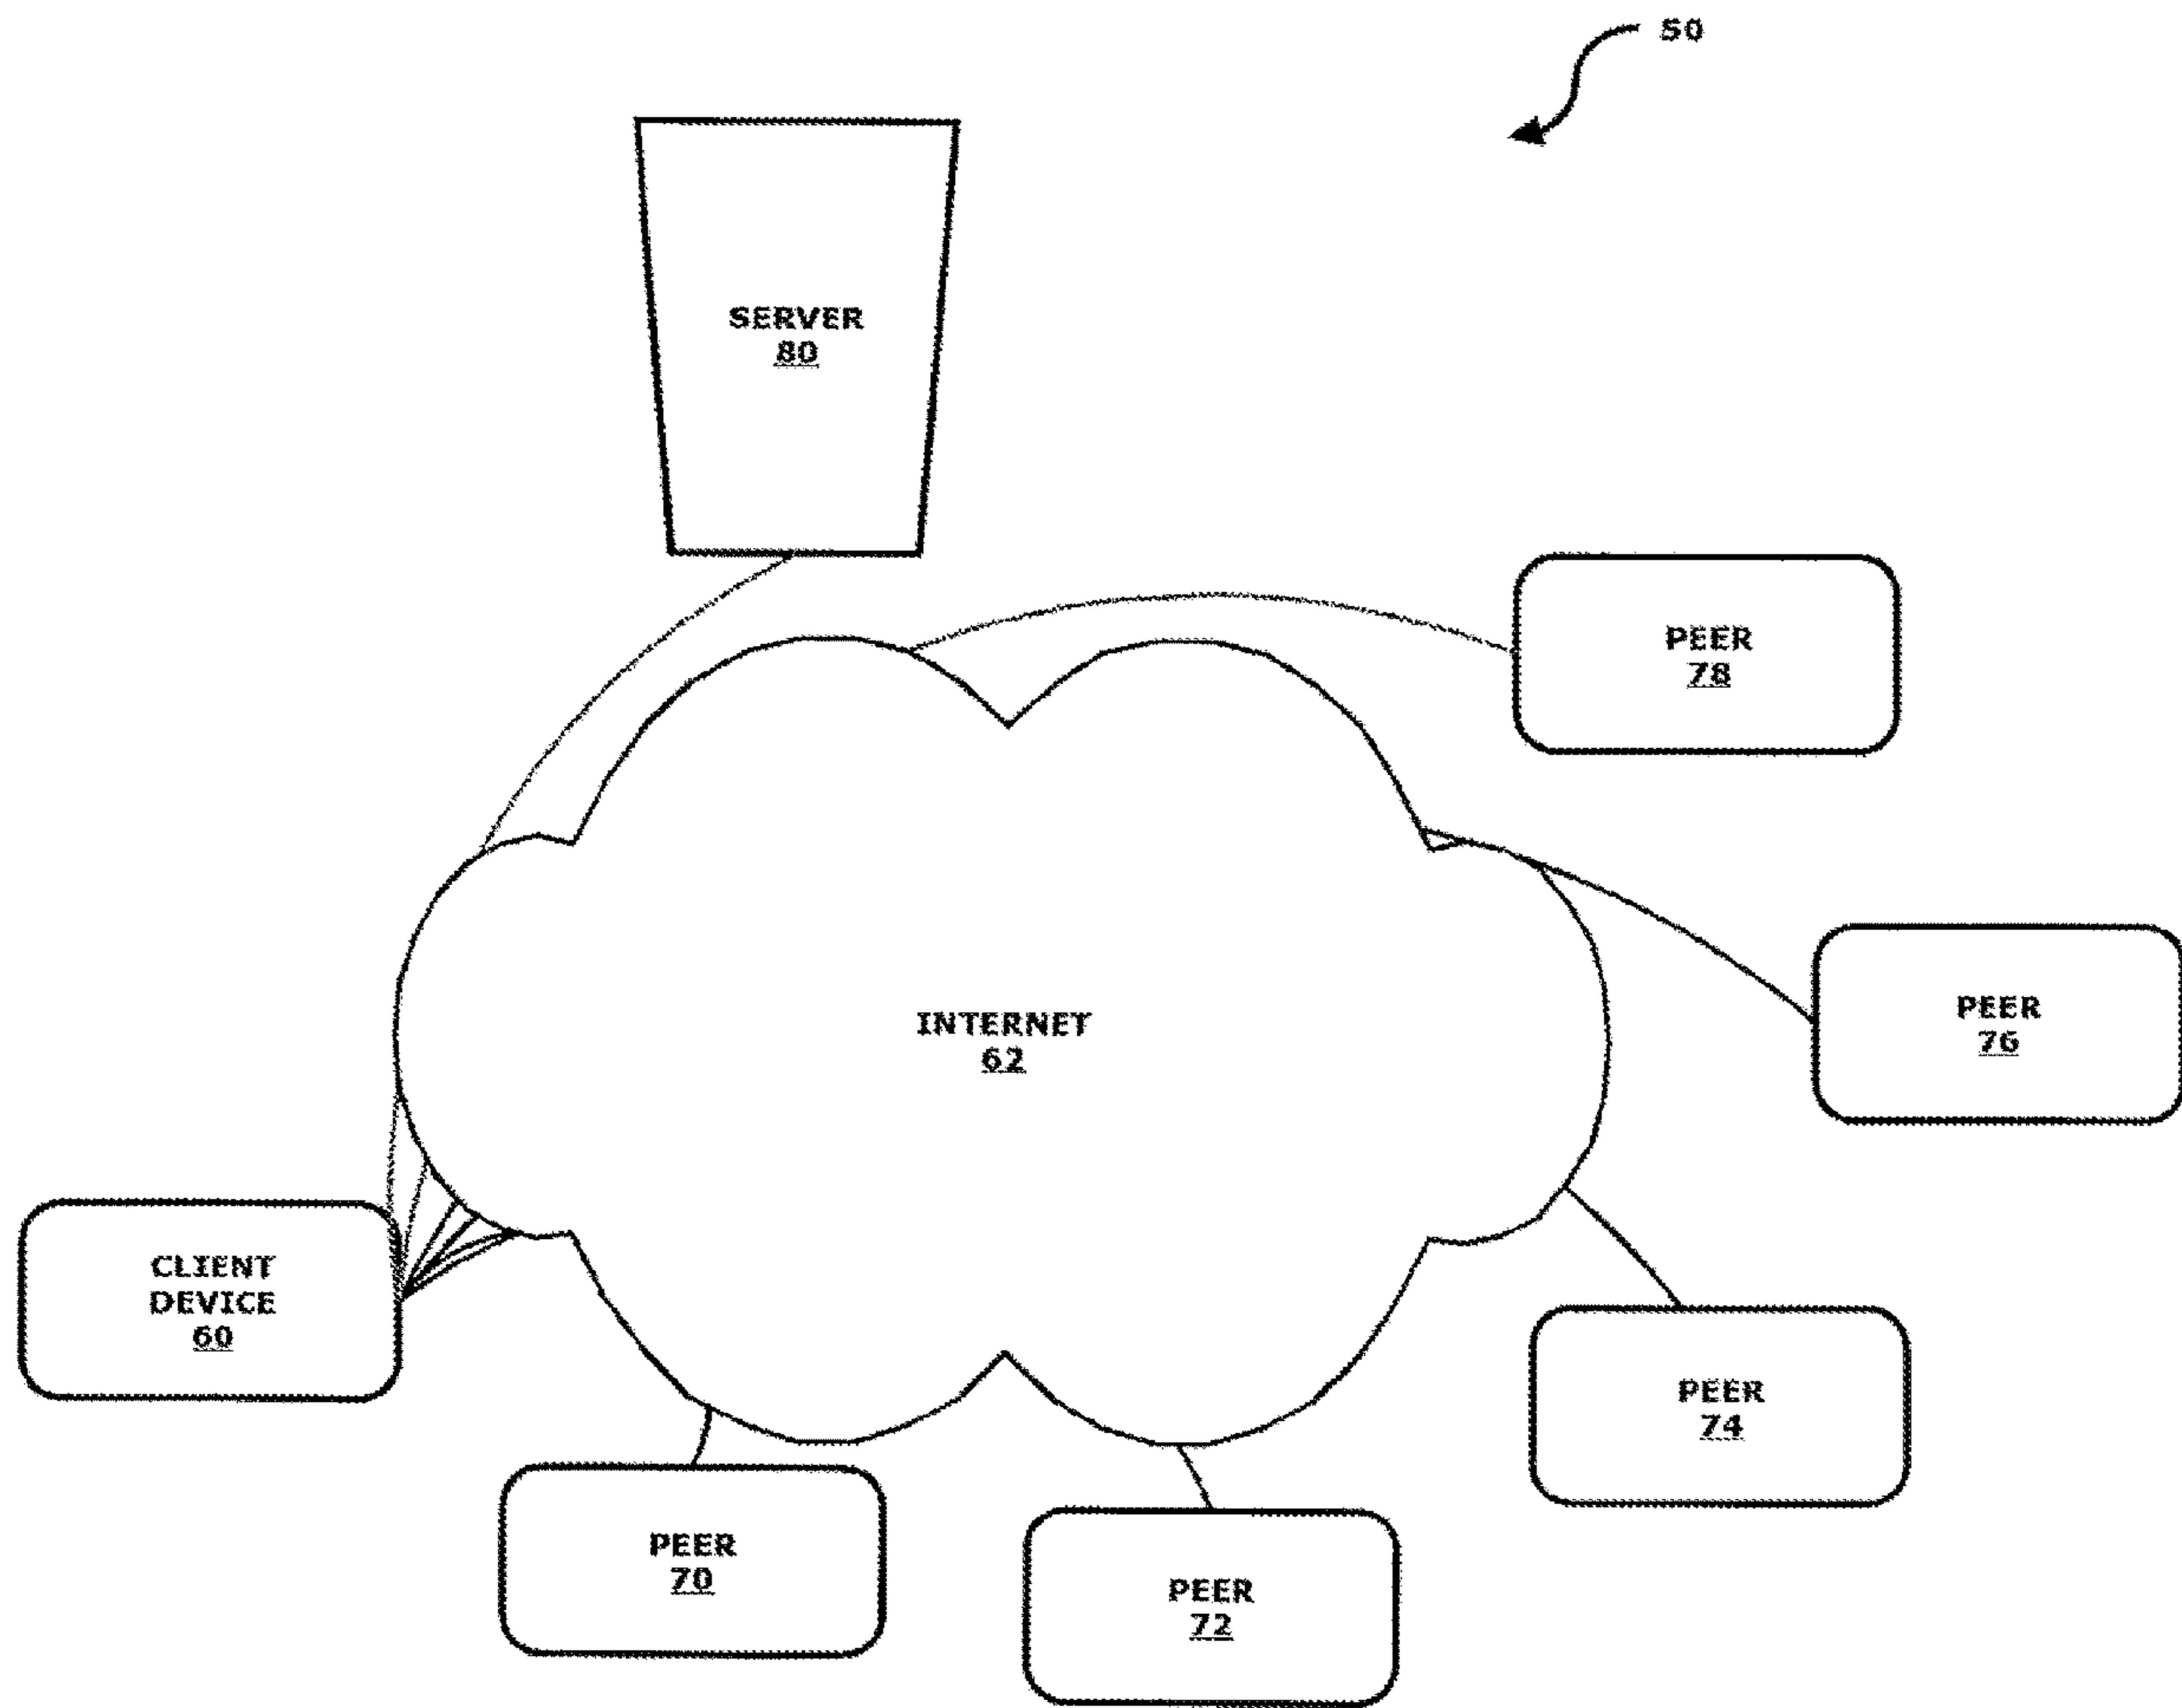 50
SERVER
80
PEER
78
INTERNET
62
PEER
76
CLIENT
DEVICE
60
PEER
74
PEER
70
PEER
72